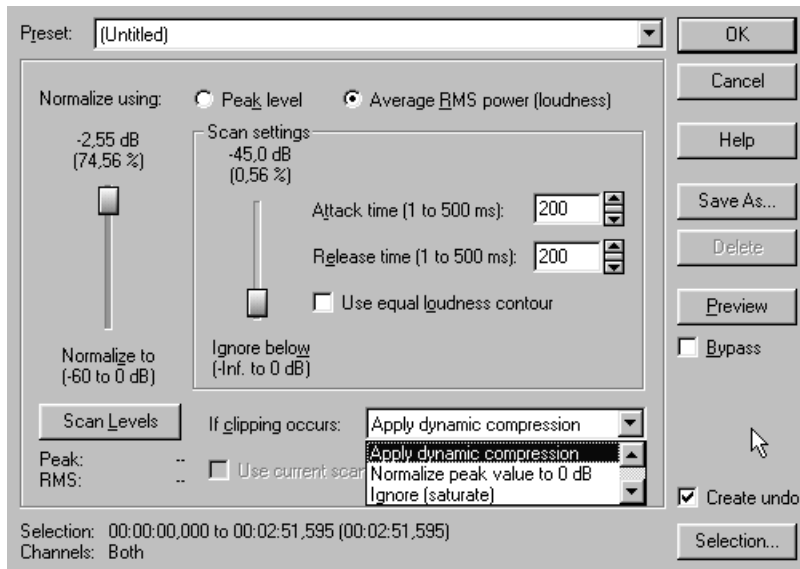 Preset: (Untitled)
OK
Cancel
Help
Save As...
Delete
Preview
Bypass
Create undo
Selection...
Normalize using: Peak level Average RMS power (loudness)
-2,55 dB
(74,56 %)
Normalize to
(-60 to 0 dB)
Scan settings
-45,0 dB
(0,56 %)
Attack time (1 to 500 ms): 200
Release time (1 to 500 ms): 200
Use equal loudness contour
Ignore below
(-Inf. to 0 dB)
Scan Levels
If clipping occurs: Apply dynamic compression
Apply dynamic compression
Normalize peak value to 0 dB
Ignore (saturate)
Peak: --
RMS: --
Use current scan
Selection: 00:00:00,000 to 00:02:51,595 (00:02:51,595)
Channels: Both